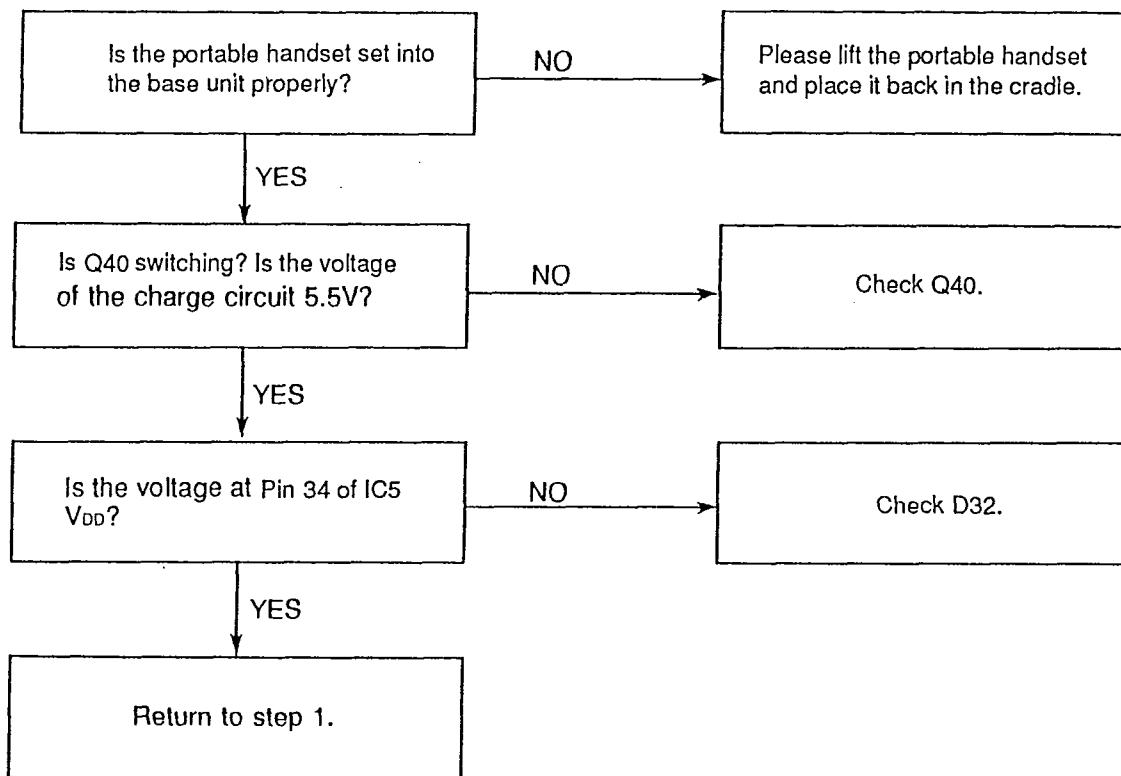 Is the portable handset set into
the base unit properly?
NO
Please lift the portable handset
and place it back in the cradle.
YES
Is Q40 switching? Is the voltage
of the charge circuit 5.5V?
NO
Check Q40.
YES
Is the voltage at Pin 34 of IC5
VDD?
NO
Check D32.
YES
Return to step 1.